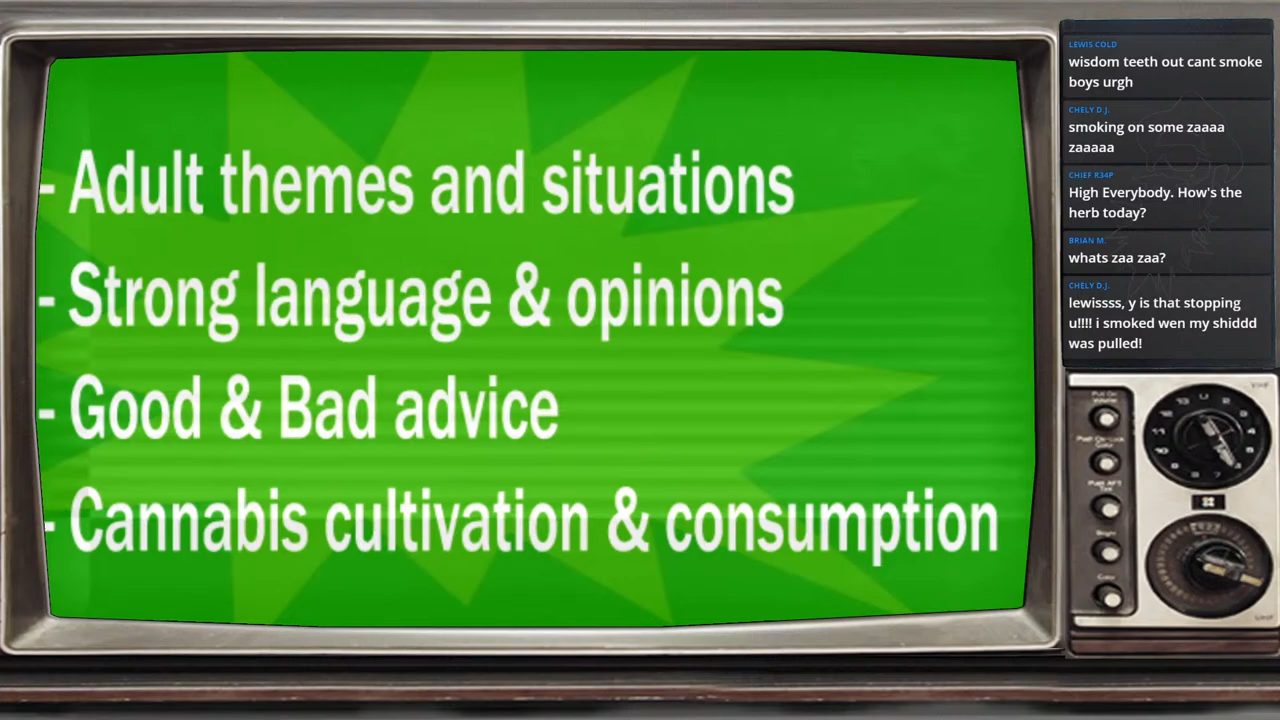 - Adult themes and situations
- Strong language & opinions
- Good & Bad advice
- Cannabis cultivation & consumption
LEWIS COLD
wisdom teeth out cant smoke
boys urgh
CHELY D.J.
smoking on some zaaaa
zaaaaa
CHIEF R34P
High Everybody. How's the
herb today?
BRIAN M.
whats zaa zaa?
CHELY D.J.
lewissss, y is that stopping
u!!!! i smoked wen my shiddd
was pulled!